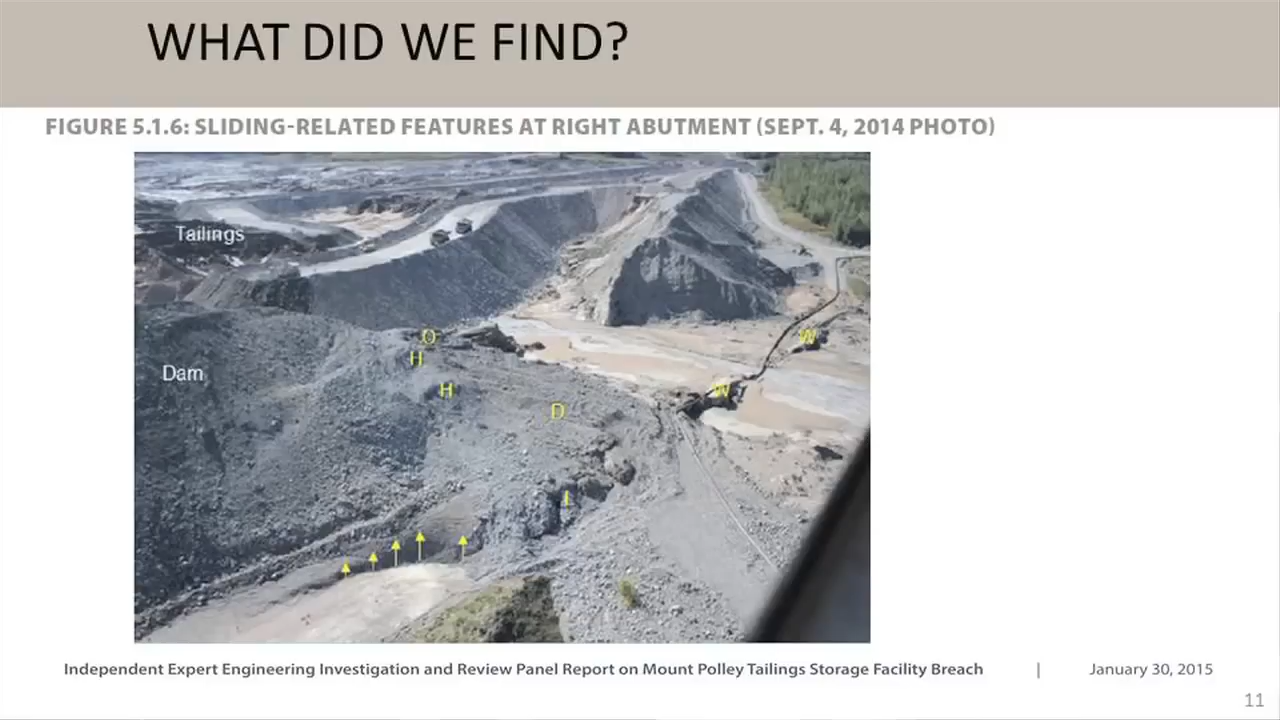 WHAT DID WE FIND?
FIGURE 5.1.6: SLIDING-RELATED FEATURES AT RIGHT ABUTMENT (SEPT. 4, 2014 PHOTO)
Tailings
O
W
H
Dam
H
W
D
I
Independent Expert Engineering Investigation and Review Panel Report on Mount Polley Tailings Storage Facility Breach | January 30, 2015
11